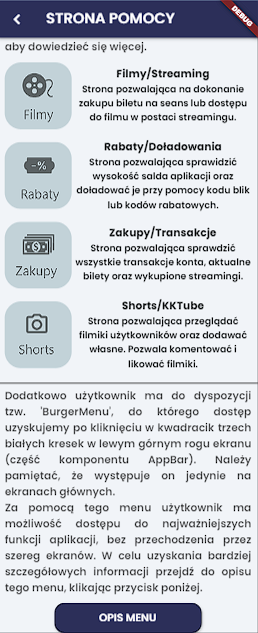 STRONA POMOCY
DEBUG
aby dowiedzieć się więcej.
Filmy/Streaming
Strona pozwalająca na dokonanie
zakupu biletu na seans lub dostępu
do filmu w postaci streamingu.
Filmy
Rabaty/Doładowania
Strona pozwalająca sprawidzić
wysokość salda aplikacji oraz
doładować je przy pomocy kodu blik
lub kodów rabatowych.
-%
Rabaty
Zakupy/Transakcje
Strona pozwalająca sprawdzić
wszystkie transakcje konta, aktualne
bilety oraz wykupione streamingi.
Zakupy
Shorts/KKTube
Strona pozwalająca przeglądać
filmiki użytkowników oraz dodawać
własne. Pozwala komentować i
likować filmiki.
Shorts
Dodatkowo użytkownik ma do dyspozycji
tzw. 'BurgerMenu', do którego dostęp
uzyskujemy po kliknięciu w kwadracik trzech
białych kresek w lewym górnym rogu ekranu
(część komponentu AppBar). Należy
pamiętać, że występuje on jedynie na
ekranach głównych.
Za pomocą tego menu użytkownik ma
możliwość dostępu do najważniejszych
funkcji aplikacji, bez przechodzenia przez
szereg ekranów. W celu uzyskania bardziej
szczegółowych informacji przejdź do opisu
tego menu, klikając przycisk poniżej.
OPIS MENU